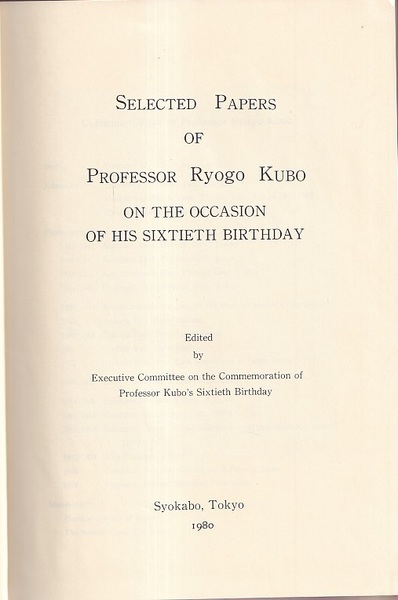 SELECTED PAPERS
OF
PROFESSOR Ryogo KUBO
ON THE OCCASION
OF HIS SIXTIETH BIRTHDAY
Edited
by
Executive Committee on the Commemoration of
Professor Kubo's Sixtieth Birthday
Syokabo, Tokyo
1980